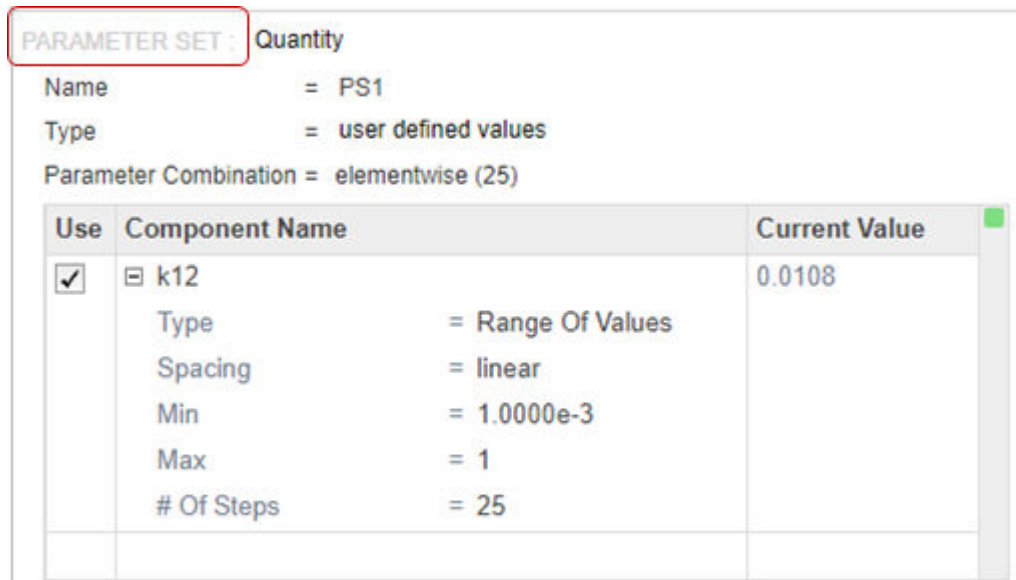 PARAMETER SET : Quantity
Name = PS1
Type = user defined values
Parameter Combination = elementwise (25)
Use Component Name Current Value
k12 0.0108
Type = Range Of Values
Spacing = linear
Min = 1.0000e-3
Max = 1
# Of Steps = 25